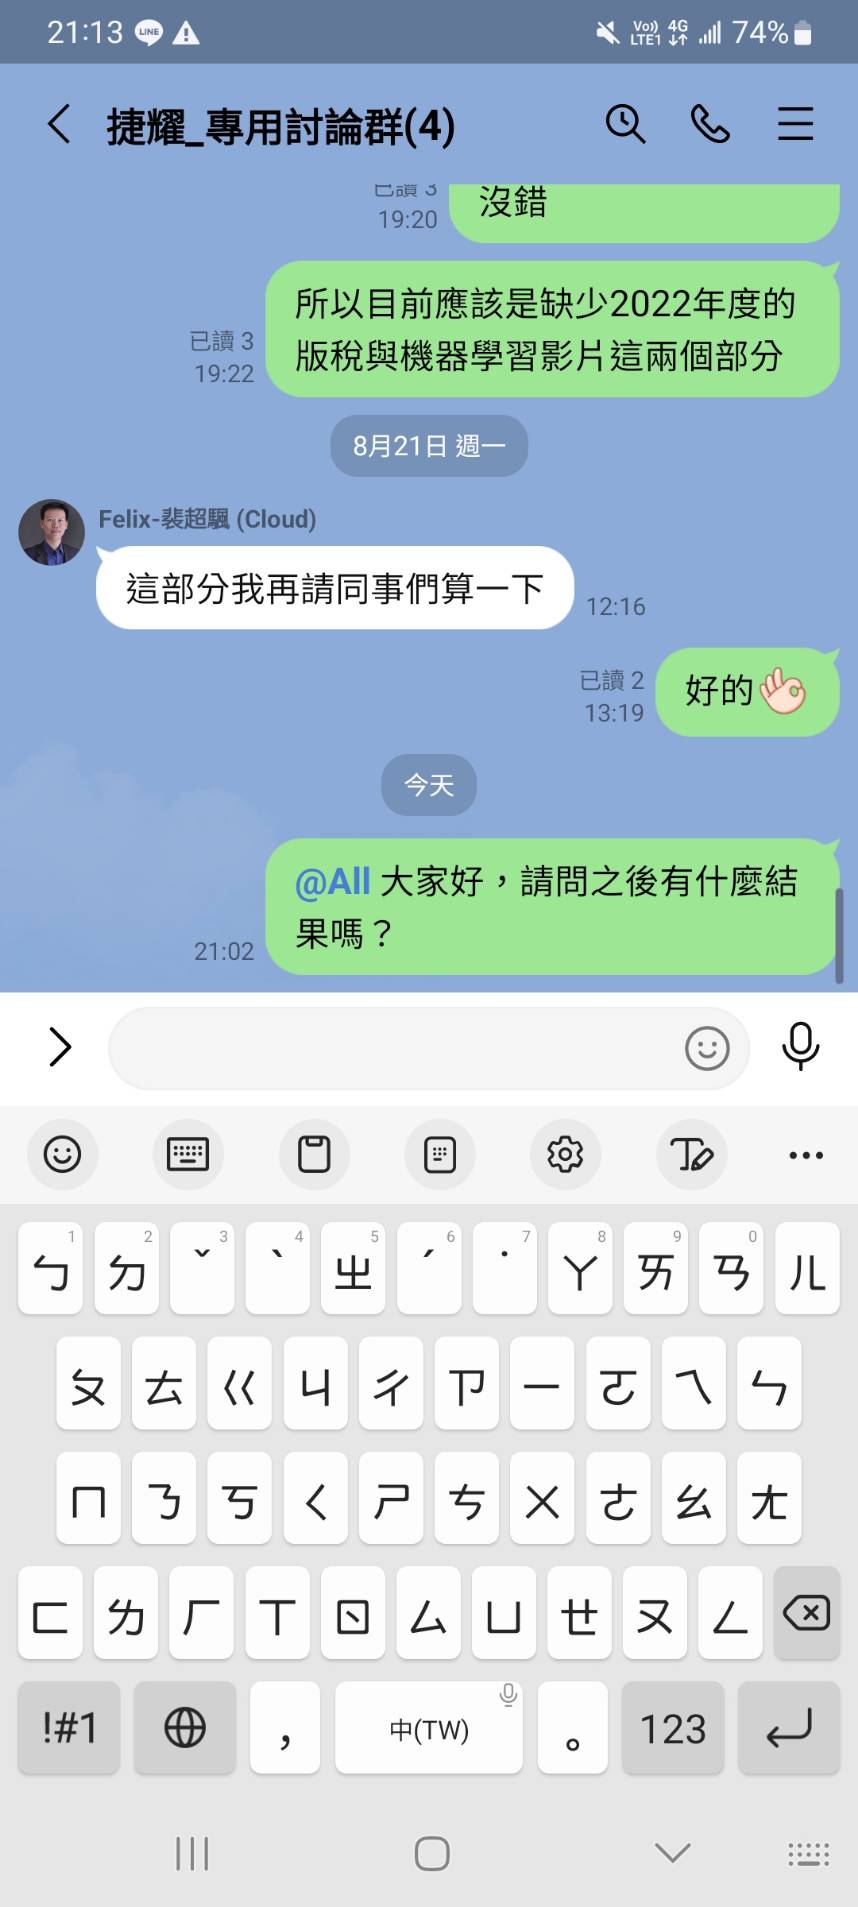 21:13 LINE Vo)) LTE1 4G 74%
捷耀_專用討論群(4)
已讀 3
19:20
沒錯
所以目前應該是缺少2022年度的
版稅與機器學習影片這兩個部分
已讀 3
19:22
8月21日 週一
Felix-裴超颿 (Cloud)
這部分我再請同事們算一下
12:16
已讀 2
13:19
好的👌🏻
今天
@All 大家好，請問之後有什麼結
果嗎？
21:02
1 2 3 4 5 6 7 8 9 0
ㄅ ㄉ ˇ ˋ ㄓ ˊ ˙ ㄚ ㄞ ㄢ ㄦ
ㄆ ㄊ ㄍ ㄐ ㄔ ㄗ ㄧ ㄛ ㄟ ㄣ
ㄇ ㄋ ㄎ ㄑ ㄕ ㄘ ㄨ ㄜ ㄠ ㄤ
ㄈ ㄌ ㄏ ㄒ ㄖ ㄙ ㄩ ㄝ ㄡ ㄥ
!#1 ， 中(TW) 。 123